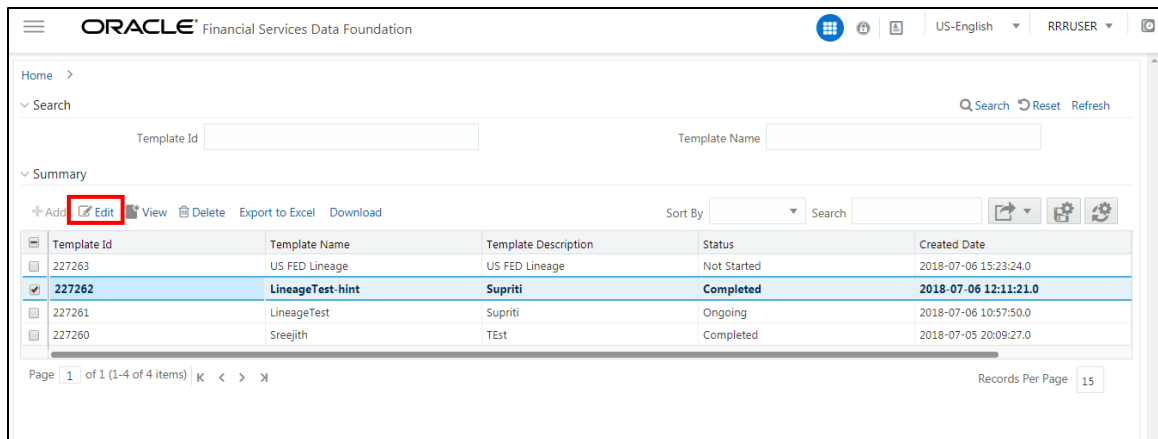 ORACLE® Financial Services Data Foundation US-English RRRUSER
Home >
Search Search Reset Refresh
Template Id Template Name
Summary
Add Edit View Delete Export to Excel Download Sort By Search
Template Id Template Name Template Description Status Created Date
227263 US FED Lineage US FED Lineage Not Started 2018-07-06 15:23:24.0
227262 LineageTest-hint Supriti Completed 2018-07-06 12:11:21.0
227261 LineageTest Supriti Ongoing 2018-07-06 10:57:50.0
227260 Sreejith TEst Completed 2018-07-05 20:09:27.0
Page 1 of 1 (1-4 of 4 items) Records Per Page 15